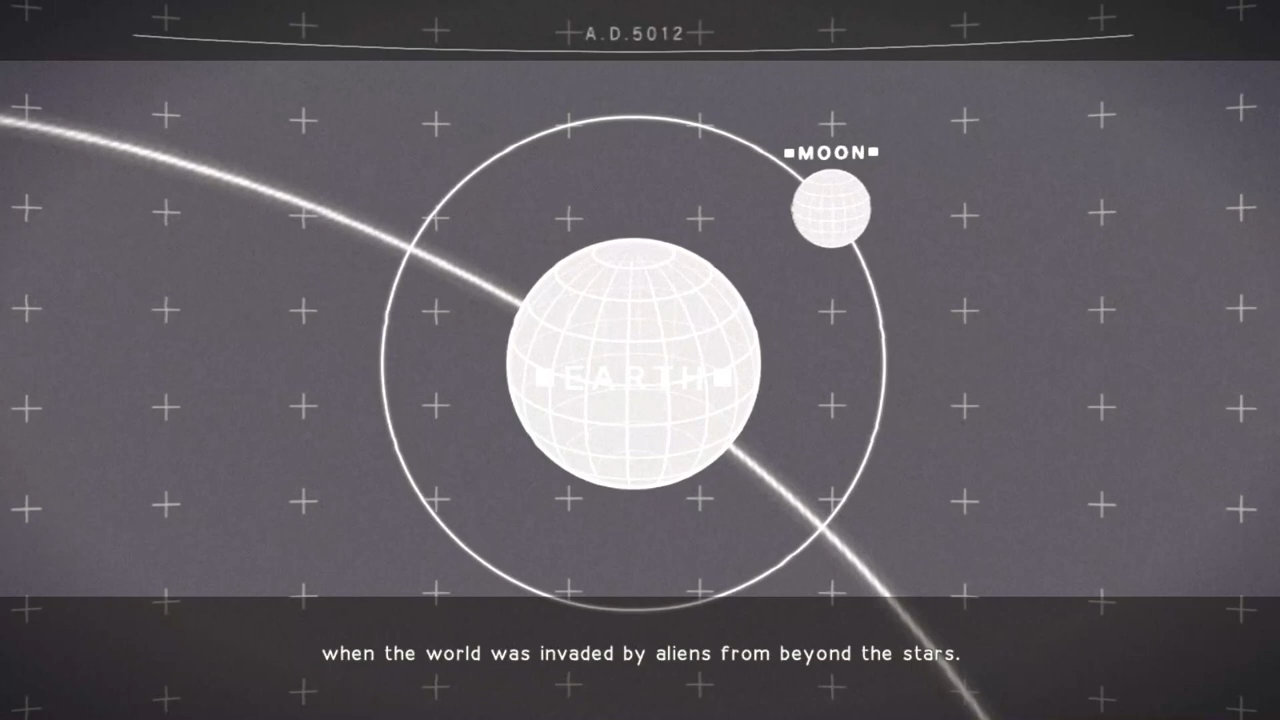 A.D.5012
MOON
EARTH
when the world was invaded by aliens from beyond the stars.